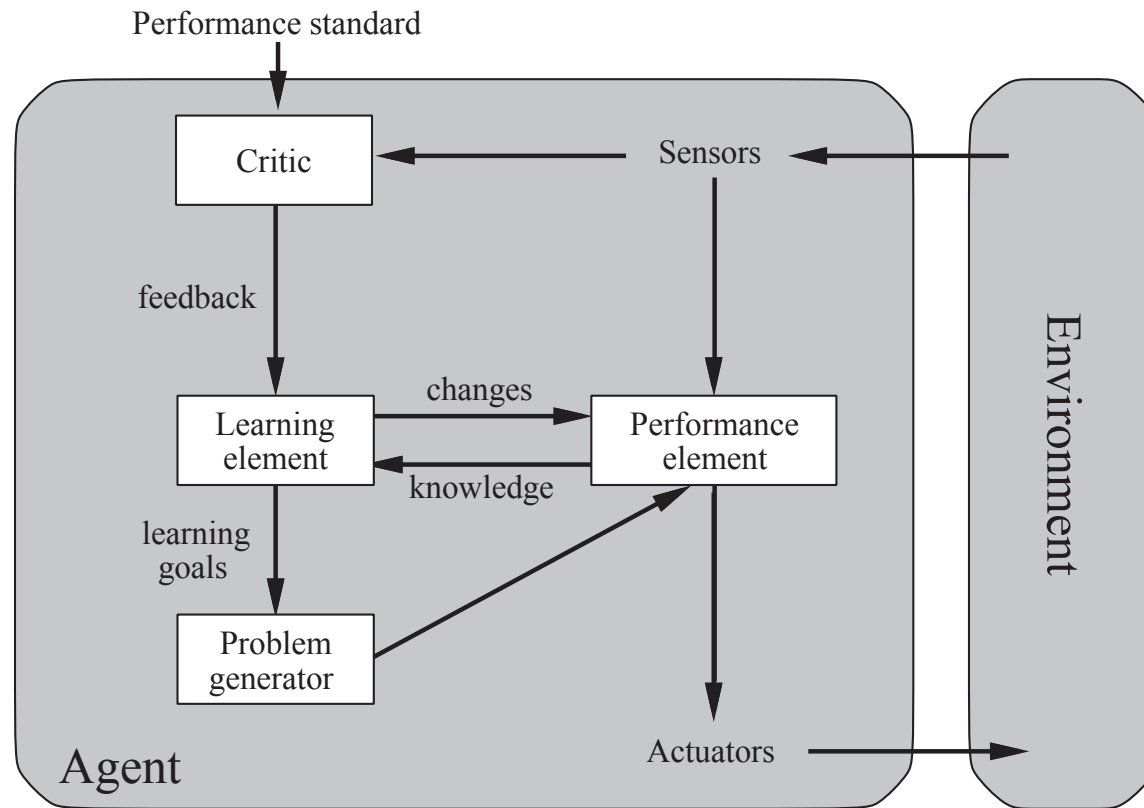 Performance standard
Critic
Sensors
feedback
changes
Learning
element
Performance
element
knowledge
learning
goals
Problem
generator
Actuators
Agent
Environment